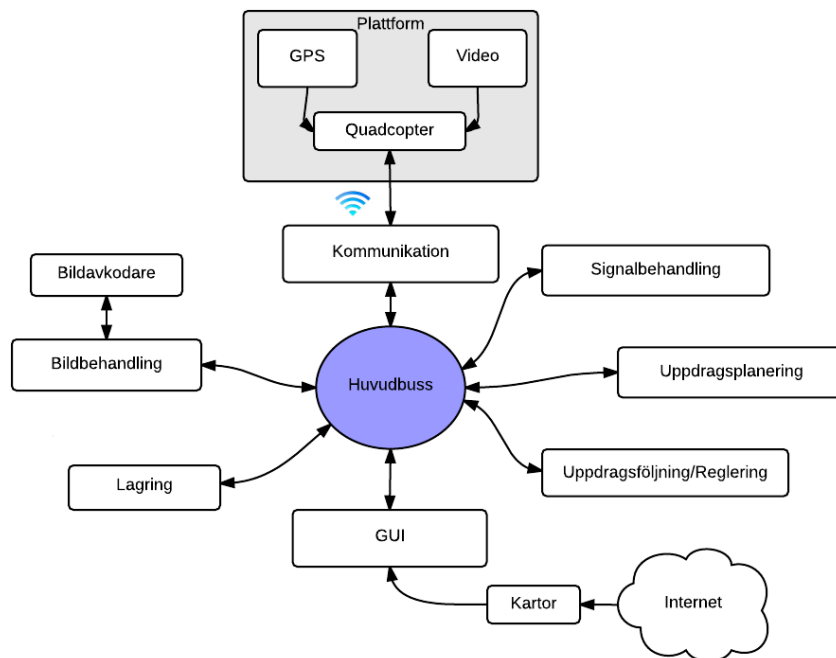 Plattform
GPS
Video
Quadcopter
Kommunikation
Bildavkodare
Signalbehandling
Bildbehandling
Huvudbuss
Uppdragsplanering
Lagring
Uppdragsföljning/Reglering
GUI
Kartor
Internet